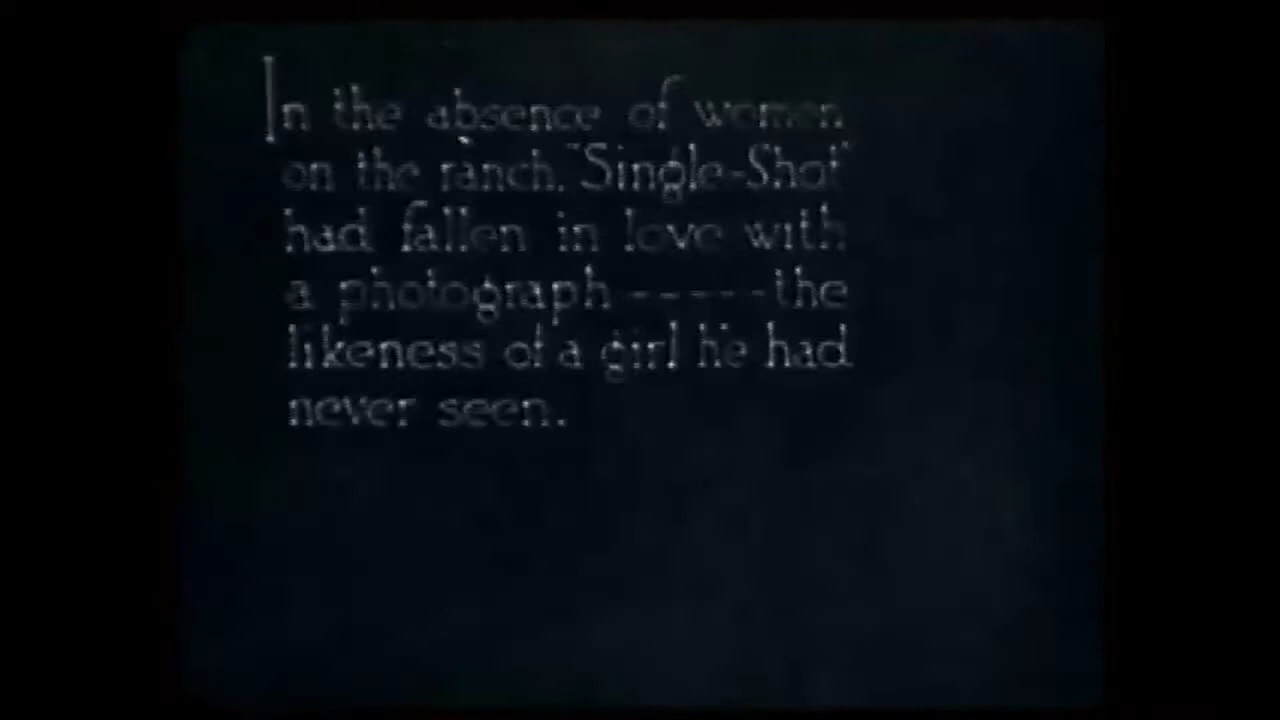 In the absence of women
on the ranch, "Single-Shot"
had fallen in love with
a photograph-----the
likeness of a girl he had
never seen.